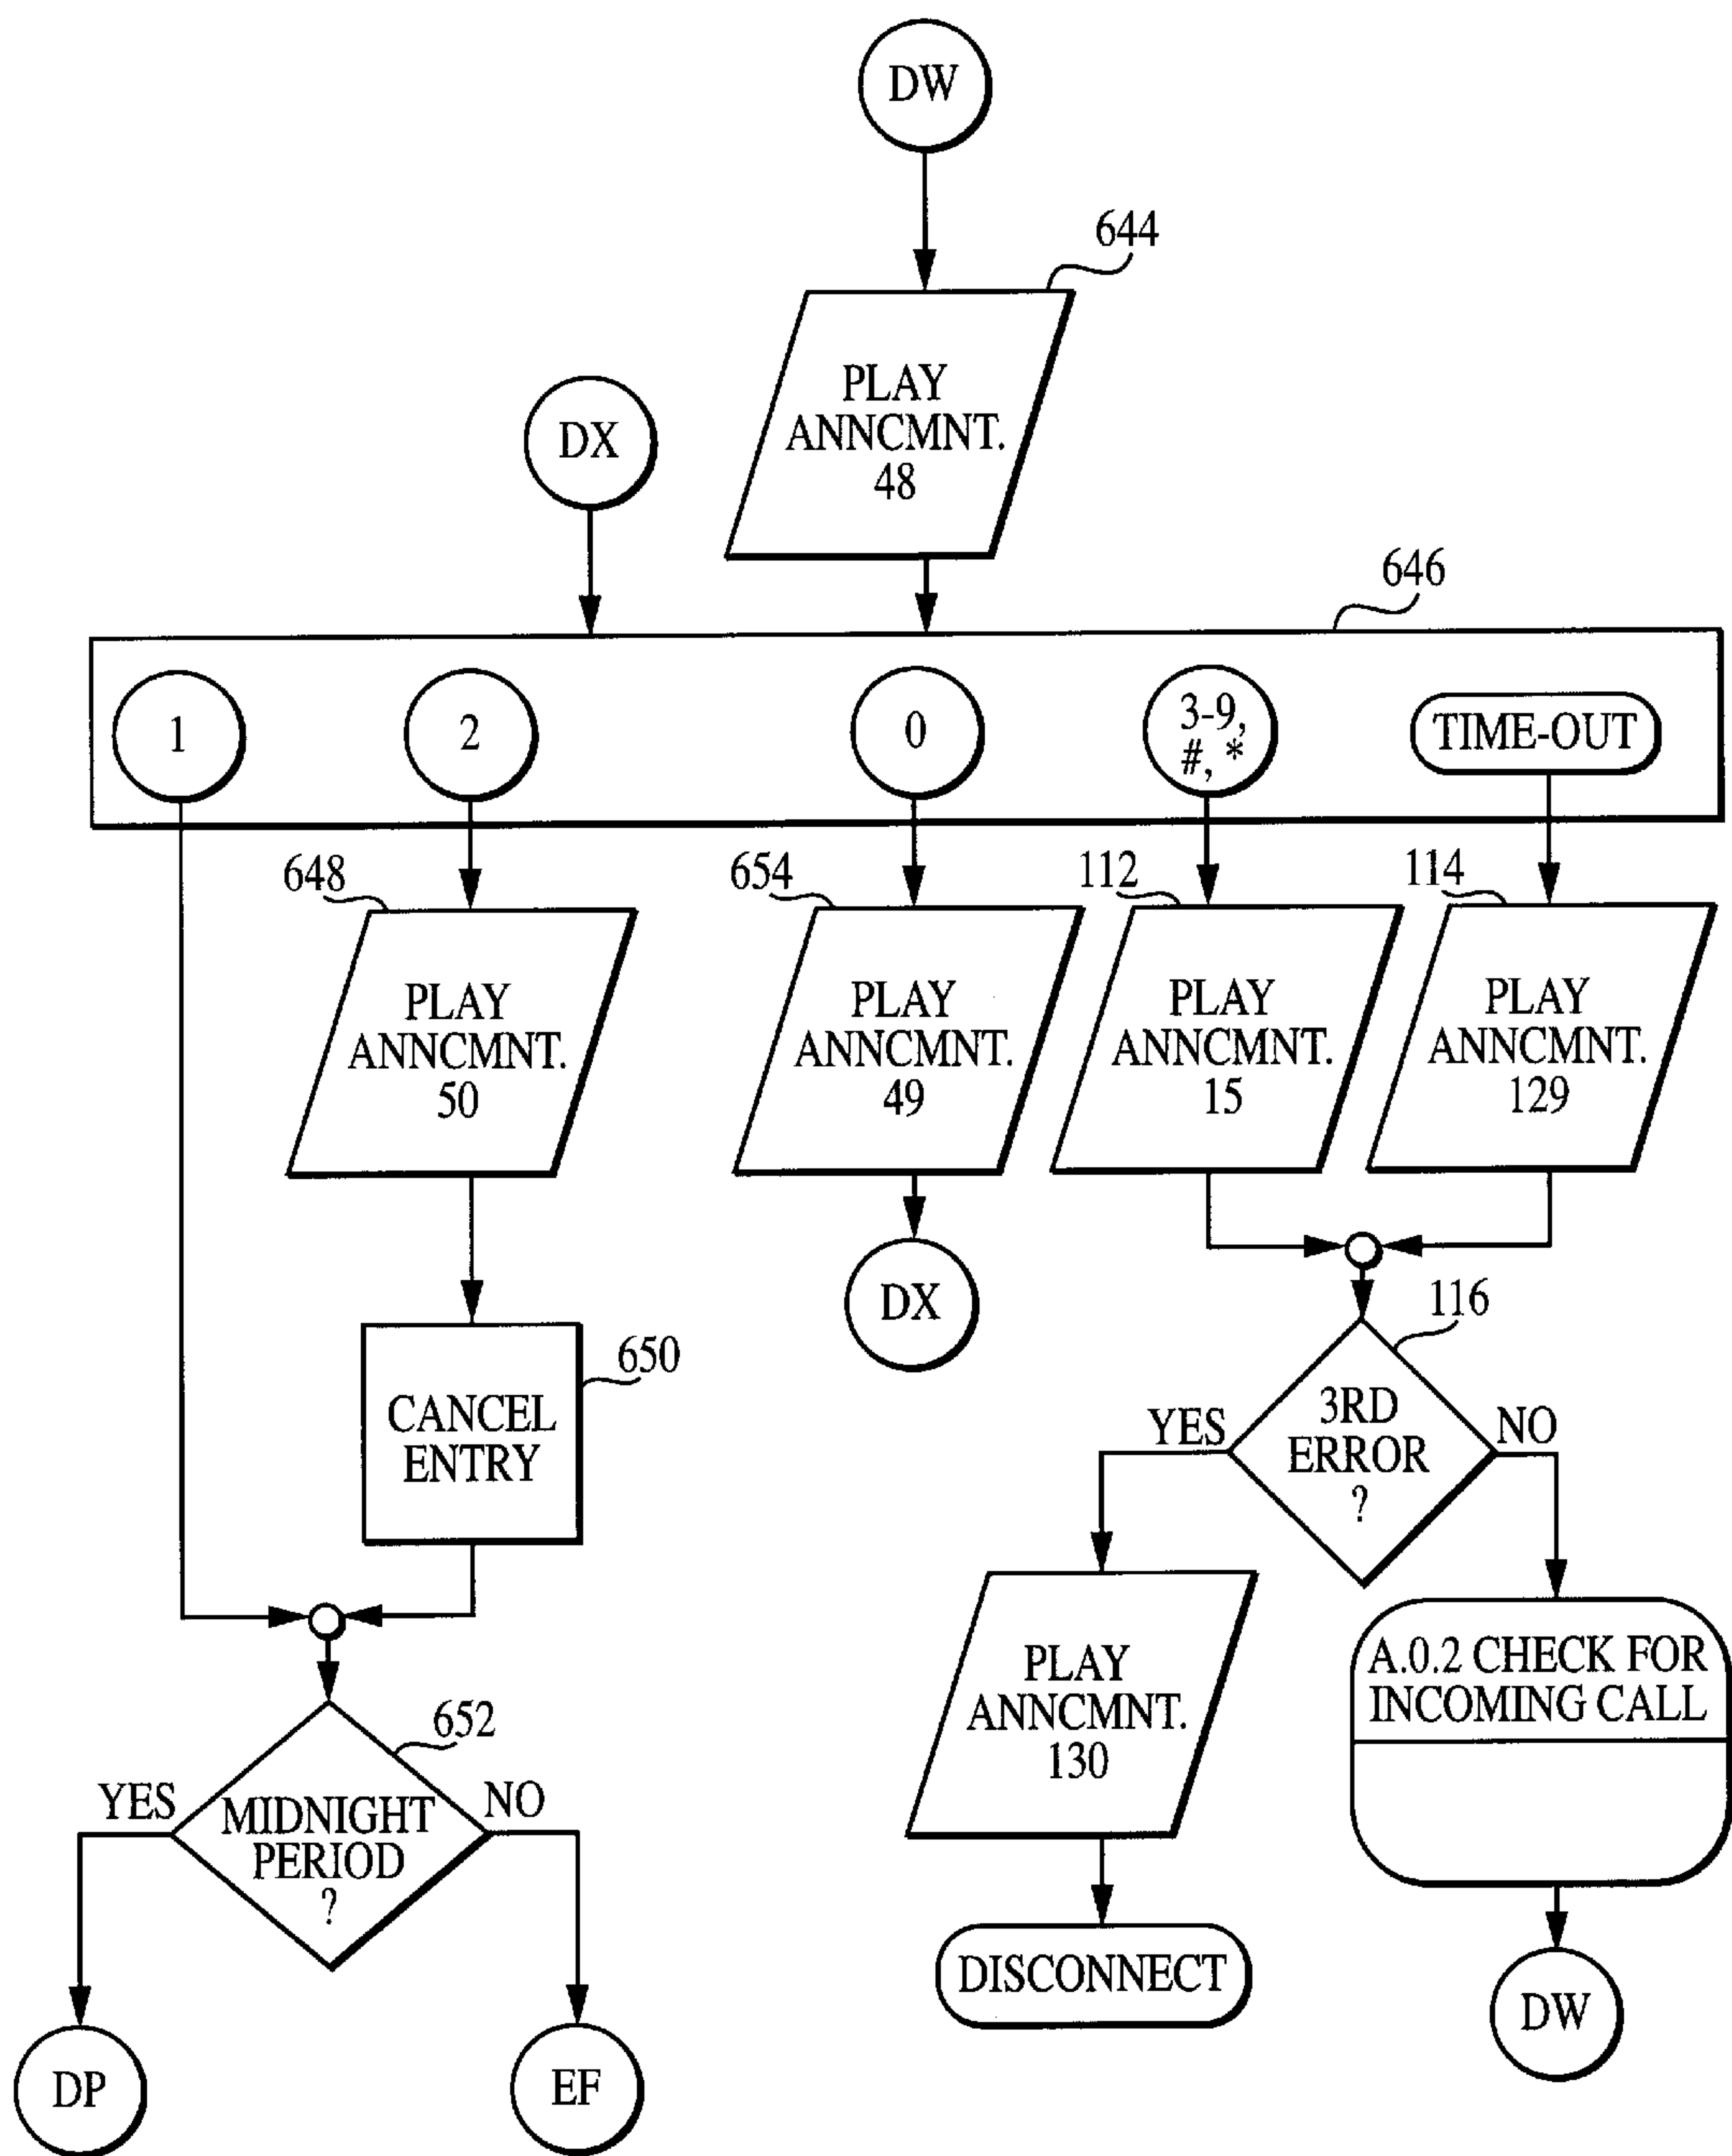 DW
644
PLAY
ANNCMNT.
48
DX
646
1
2
0
3-9,
#, *
TIME-OUT
648
654
112
114
PLAY
ANNCMNT.
50
PLAY
ANNCMNT.
49
PLAY
ANNCMNT.
15
PLAY
ANNCMNT.
129
DX
116
650
CANCEL
ENTRY
YES
3RD
ERROR
?
NO
PLAY
ANNCMNT.
130
A.0.2 CHECK FOR
INCOMING CALL
652
YES
MIDNIGHT
PERIOD
?
NO
DISCONNECT
DW
DP
EF